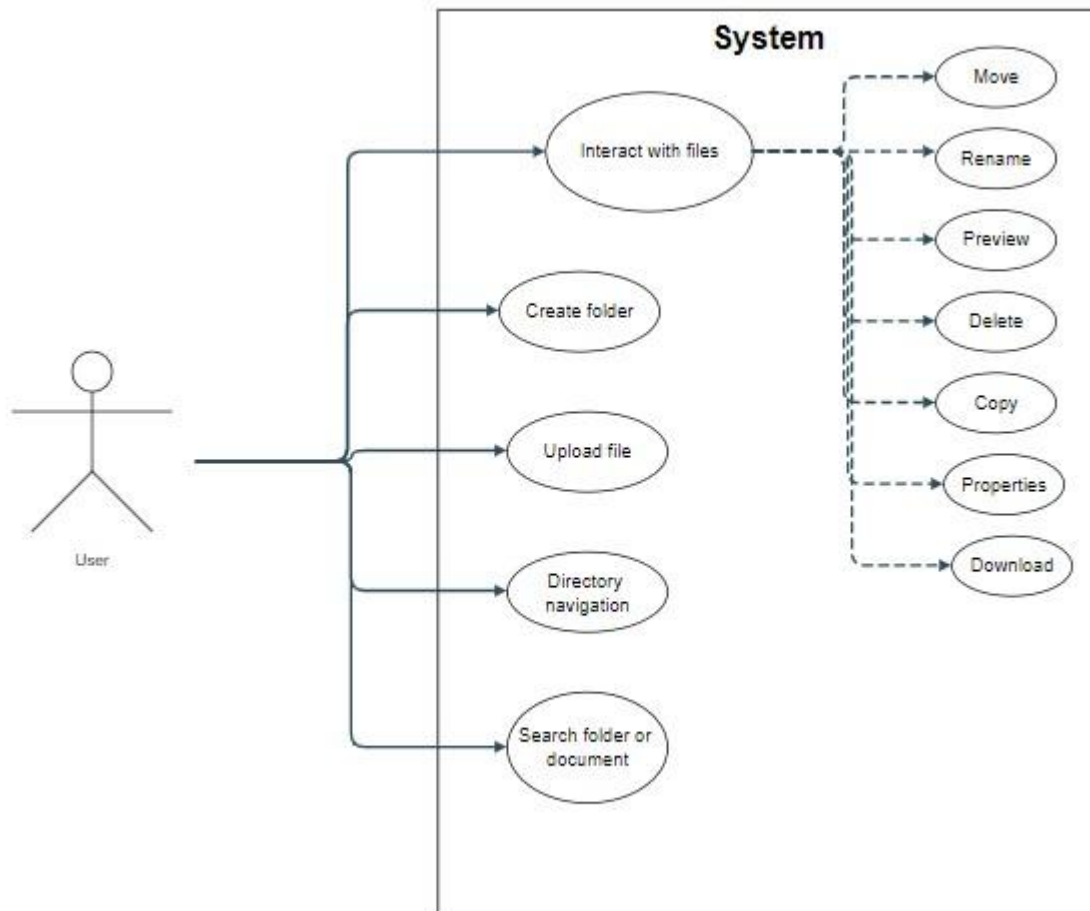 System
Move
Interact with files
Rename
Preview
Create folder
Delete
Copy
Upload file
Properties
User
Download
Directory
navigation
Search folder or
document